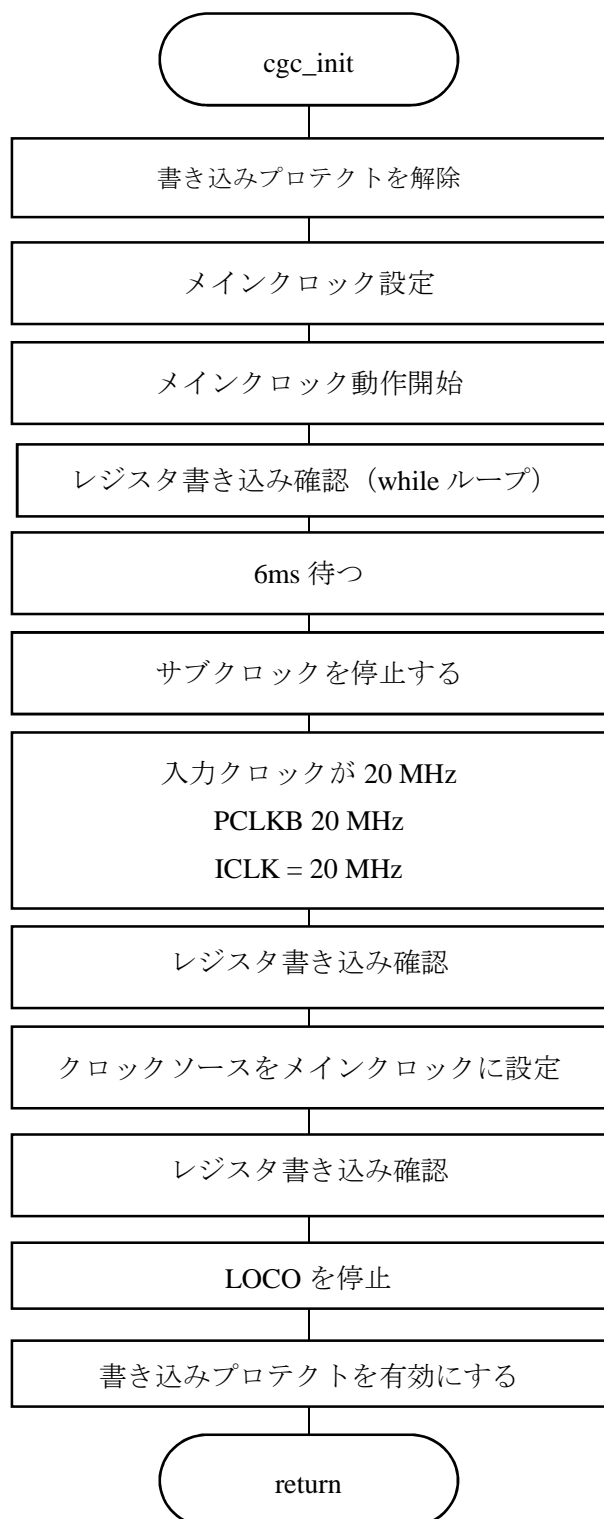 cgc_init
書き込みプロテクトを解除
メインクロック設定
メインクロック動作開始
レジスタ書き込み確認（while ループ）
6ms 待つ
サブクロックを停止する
入力クロックが 20 MHz
PCLKB 20 MHz
ICLK = 20 MHz
レジスタ書き込み確認
クロックソースをメインクロックに設定
レジスタ書き込み確認
LOCO を停止
書き込みプロテクトを有効にする
return